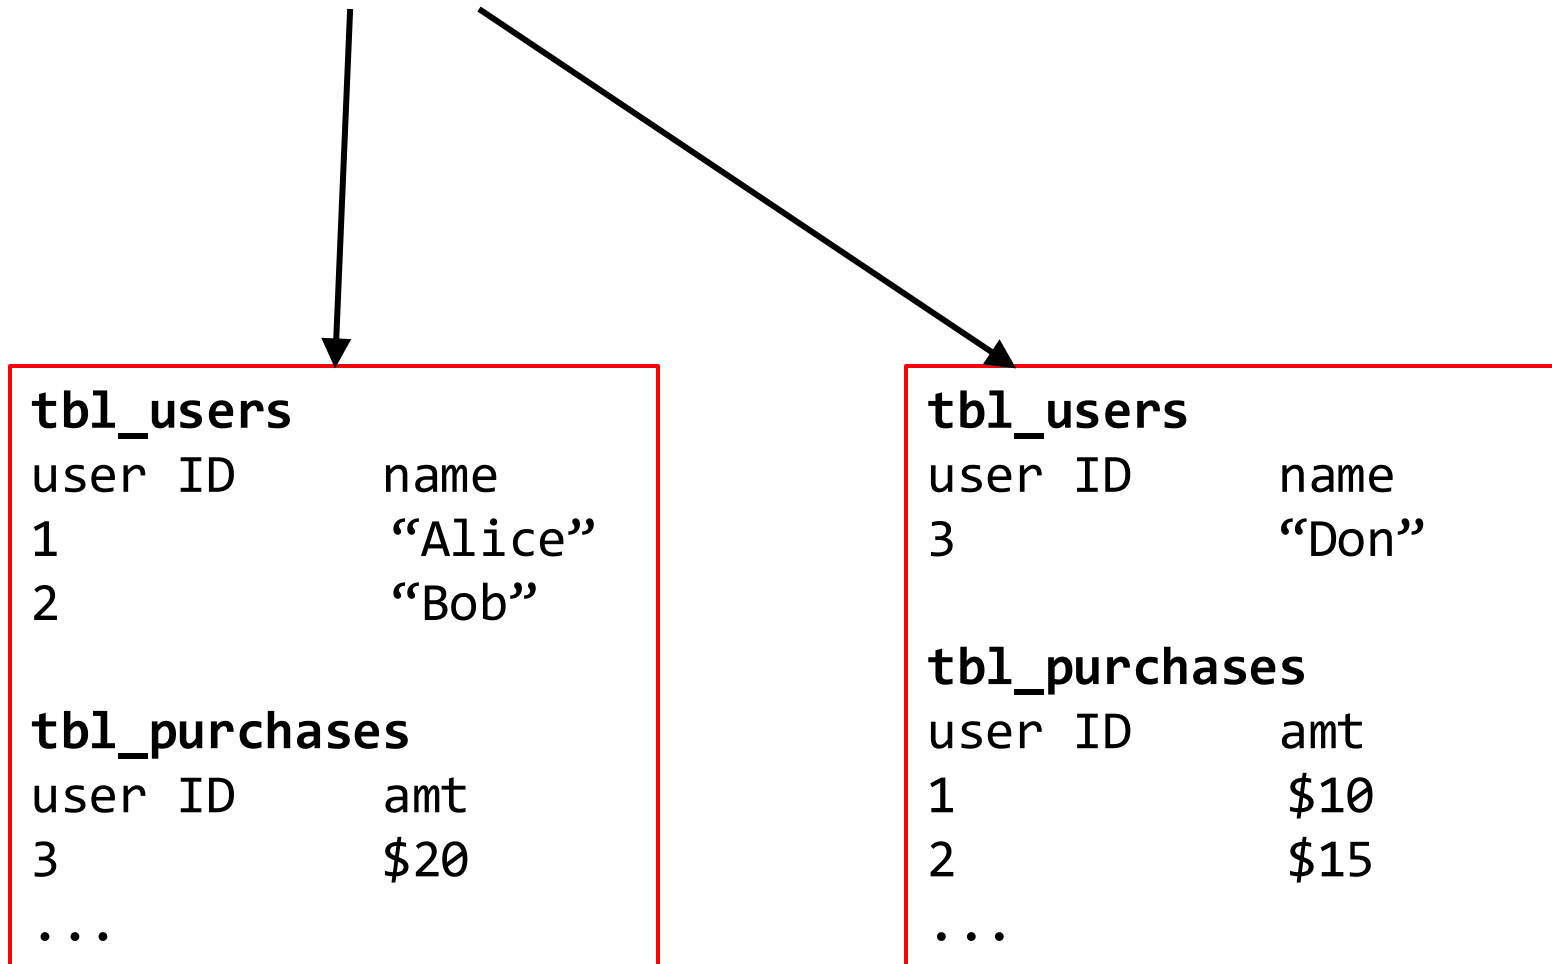 tbl_users
user ID name
1 “Alice”
2 “Bob”
tbl_purchases
user ID amt
3 $20
...
tbl_users
user ID name
3 “Don”
tbl_purchases
user ID amt
1 $10
2 $15
...